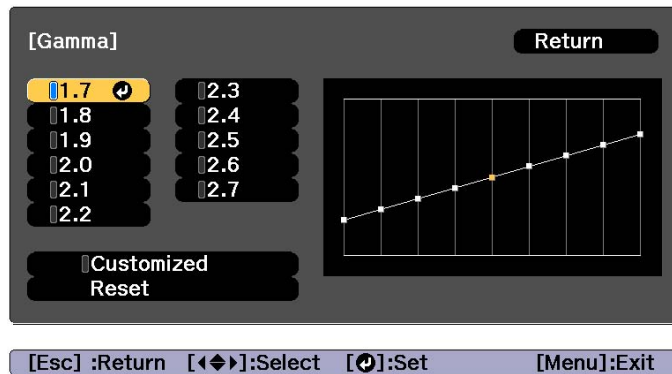 [Gamma]
Return
1.7
1.8
1.9
2.0
2.1
2.2
2.3
2.4
2.5
2.6
2.7
Customized
Reset
[Esc] :Return [◀◆▶]:Select [↵]:Set [Menu]:Exit